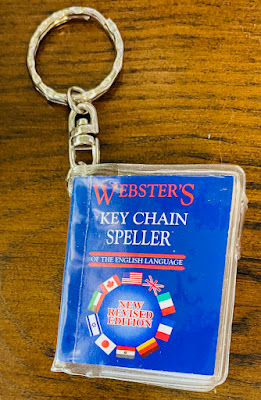 WEBSTER'S
KEY CHAIN
SPELLER
OF THE ENGLISH LANGUAGE
NEW
REVISED
EDITION